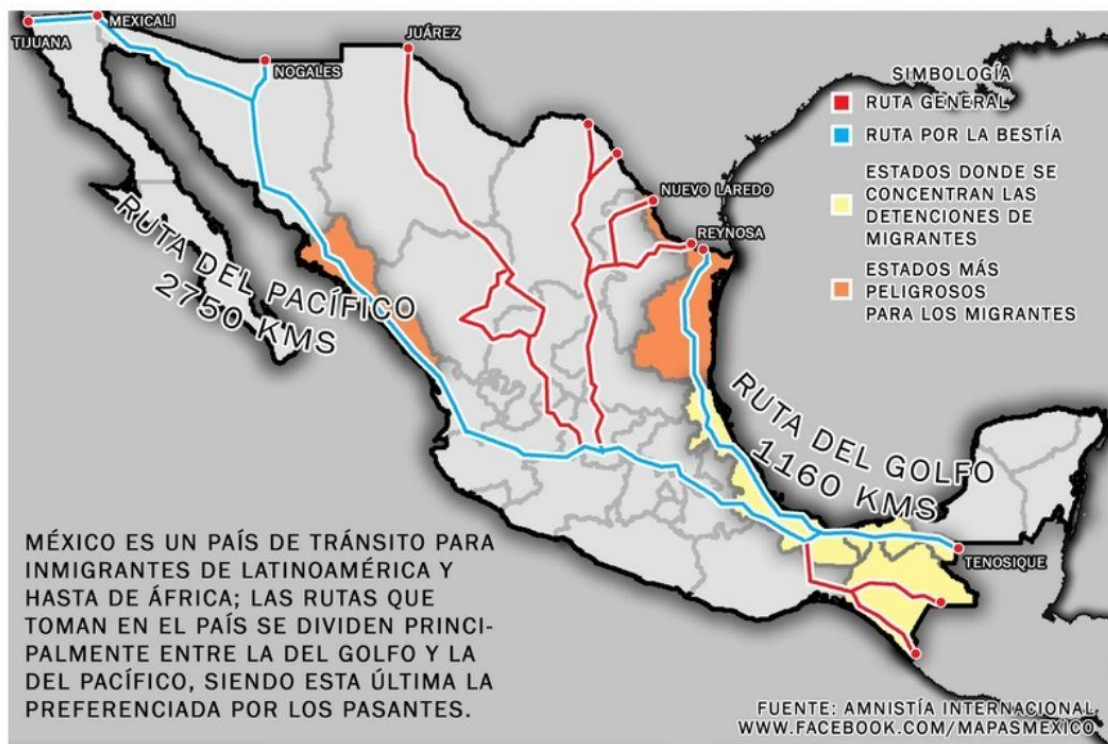 TIJUANA
MEXICALI
NOGALES
JUÁREZ
NUEVO LAREDO
REYNOSA
SIMBOLOGÍA
RUTA GENERAL
RUTA POR LA BESTÍA
ESTADOS DONDE SE
CONCENTRAN LAS
DETENCIONES DE
MIGRANTES
ESTADOS MÁS
PELIGROSOS
PARA LOS MIGRANTES
RUTA DEL PACÍFICO
2750 KMS
RUTA DEL GOLFO
1160 KMS
TENOSIQUE
MÉXICO ES UN PAÍS DE TRÁNSITO PARA
INMIGRANTES DE LATINOAMÉRICA Y
HASTA DE ÁFRICA; LAS RUTAS QUE
TOMAN EN EL PAÍS SE DIVIDEN PRINCI-
PALMENTE ENTRE LA DEL GOLFO Y LA
DEL PACÍFICO, SIENDO ESTA ÚLTIMA LA
PREFERENCIADA POR LOS PASANTES.
FUENTE: AMNISTÍA INTERNACIONAL
WWW.FACEBOOK.COM/MAPASMEXICO